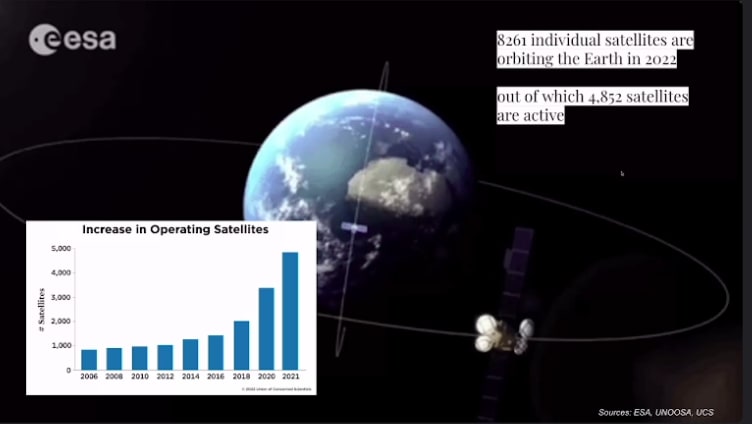 esa
8261 individual satellites are
orbiting the Earth in 2022
out of which 4,852 satellites
are active
Increase in Operating Satellites
# Satellites
5,000
4,000
3,000
2,000
1,000
0
2006 2008 2010 2012 2014 2016 2018 2020 2021
© 2022 Union of Concerned Scientists
Sources: ESA, UNOOSA, UCS